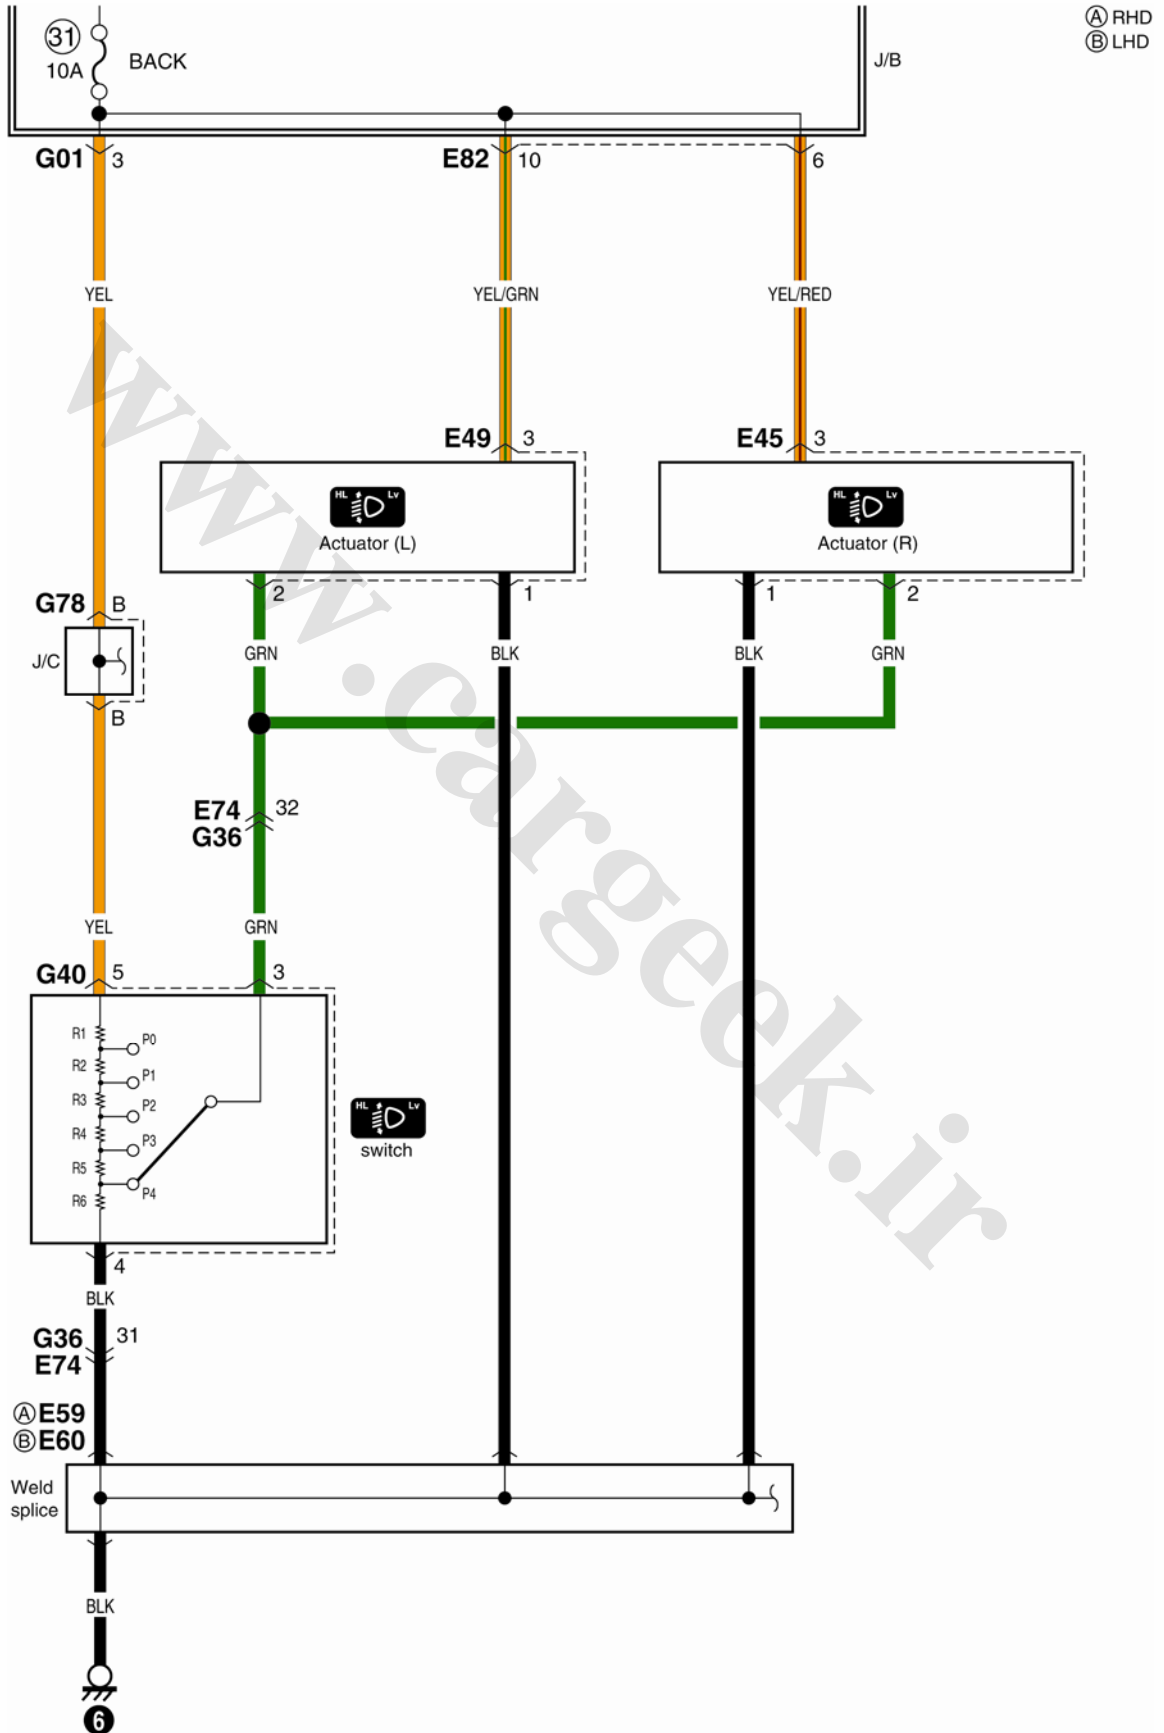 31
10A
BACK
J/B
A RHD
B LHD
G01 3
E82 10
6
YEL
YEL/GRN
YEL/RED
E49 3
E45 3
HL Lv
Actuator (L)
HL Lv
Actuator (R)
2
1
1
2
G78 B
J/C
B
GRN
BLK
BLK
GRN
E74 32
G36
YEL
GRN
G40 5
3
R1
P0
R2
P1
R3
P2
R4
P3
R5
P4
R6
HL Lv
switch
4
BLK
G36 31
E74
A E59
B E60
Weld
splice
BLK
6
www.cargeek.ir